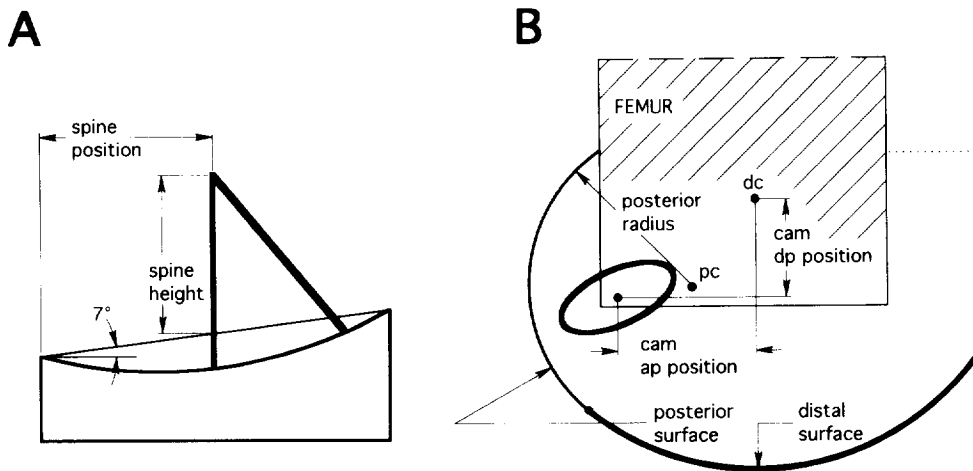 A
spine
position
spine
height
7°
B
FEMUR
dc
posterior
radius
cam
dp position
pc
cam
ap position
posterior
surface
distal
surface